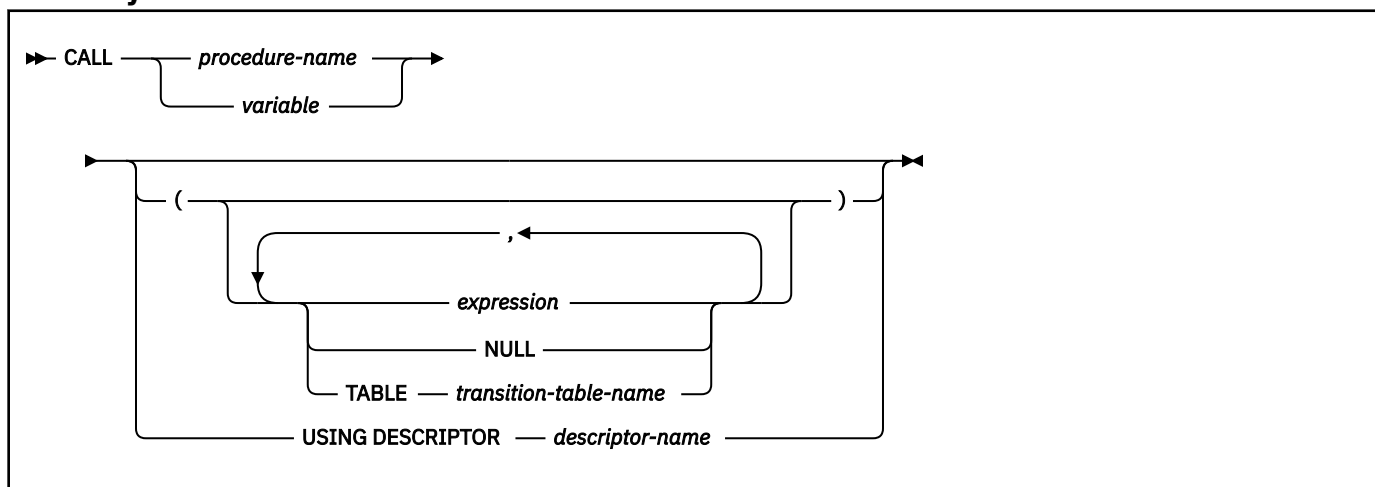 CALL procedure-name
variable
( )
,
expression
NULL
TABLE transition-table-name
USING DESCRIPTOR descriptor-name